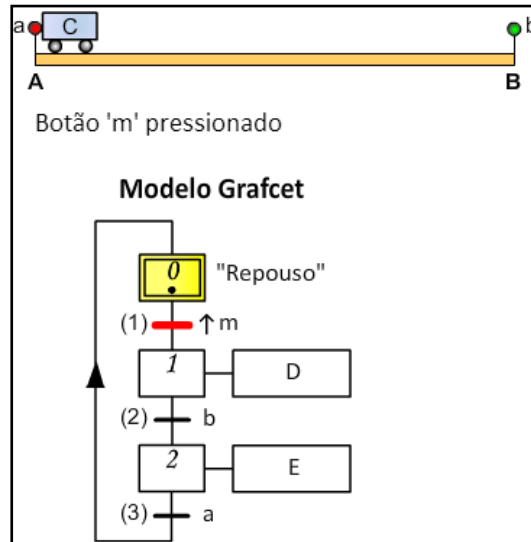 a C b
A B
Botão 'm' pressionado
Modelo Grafcet
0 "Repouso"
(1) ↑m
1 D
(2) b
2 E
(3) a